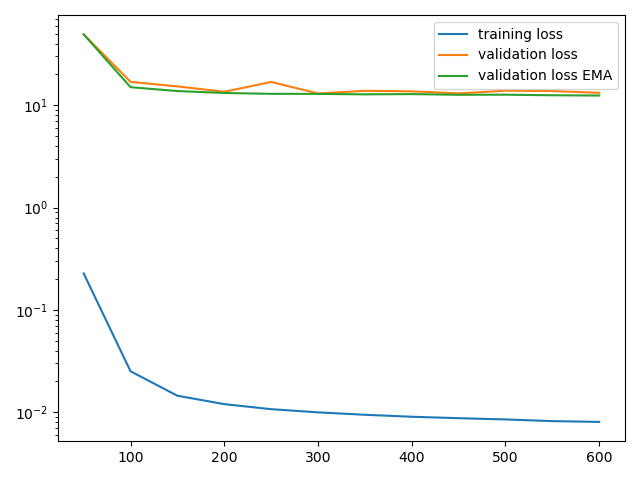 training loss
validation loss
validation loss EMA
10¹
10⁰
10⁻¹
10⁻²
100 200 300 400 500 600